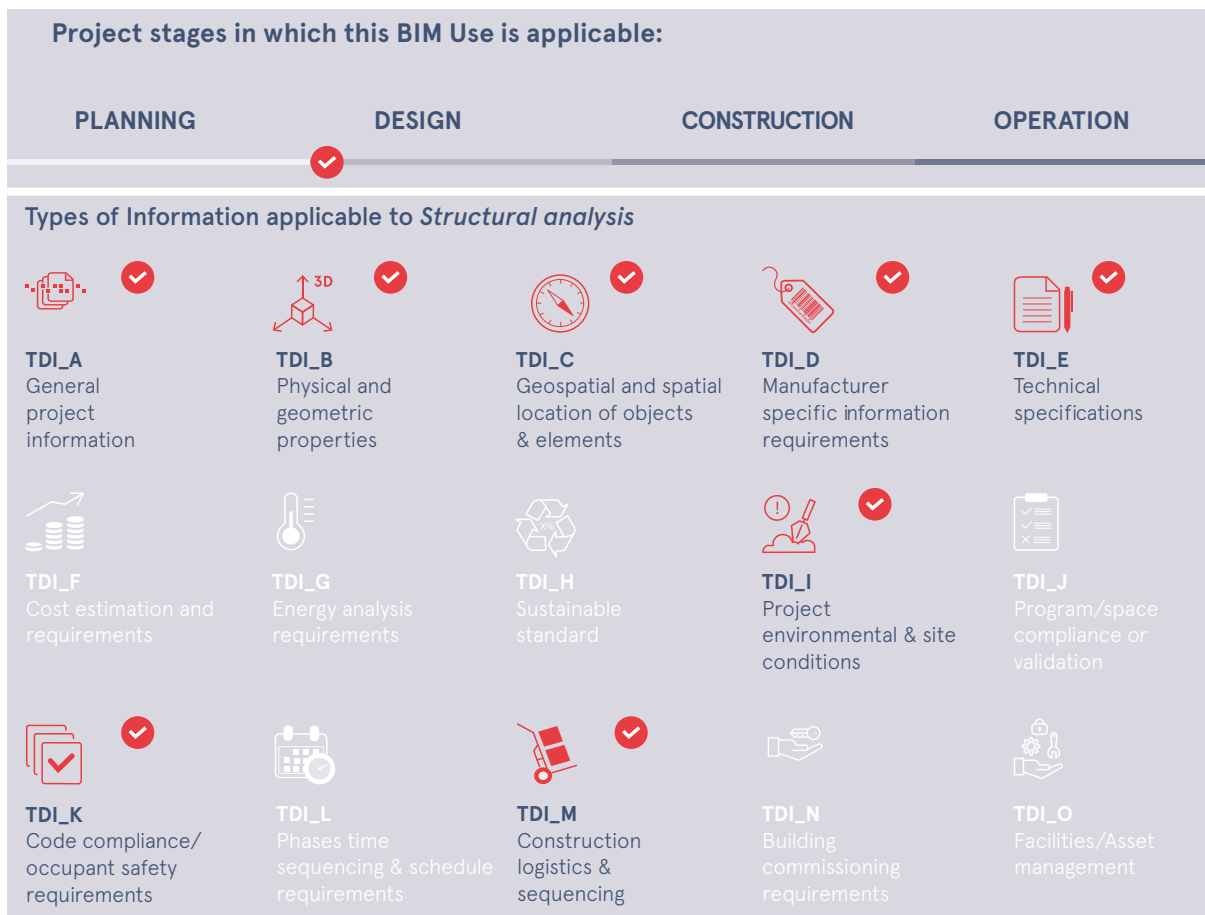 Project stages in which this BIM Use is applicable:
PLANNING DESIGN CONSTRUCTION OPERATION
Types of Information applicable to Structural analysis
3D
TDI_A
General
project
information
TDI_B
Physical and
geometric
properties
TDI_C
Geospatial and spatial
location of objects
& elements
TDI_D
Manufacturer
specific information
requirements
TDI_E
Technical
specifications
TDI_F
Cost estimation and
requirements
TDI_G
Energy analysis
requirements
X%
TDI_H
Sustainable
standard
!
TDI_I
Project
environmental & site
conditions
TDI_J
Program/space
compliance or
validation
TDI_K
Code compliance/
occupant safety
requirements
TDI_L
Phases time
sequencing & schedule
requirements
TDI_M
Construction
logistics &
sequencing
TDI_N
Building
commissioning
requirements
TDI_O
Facilities/Asset
management